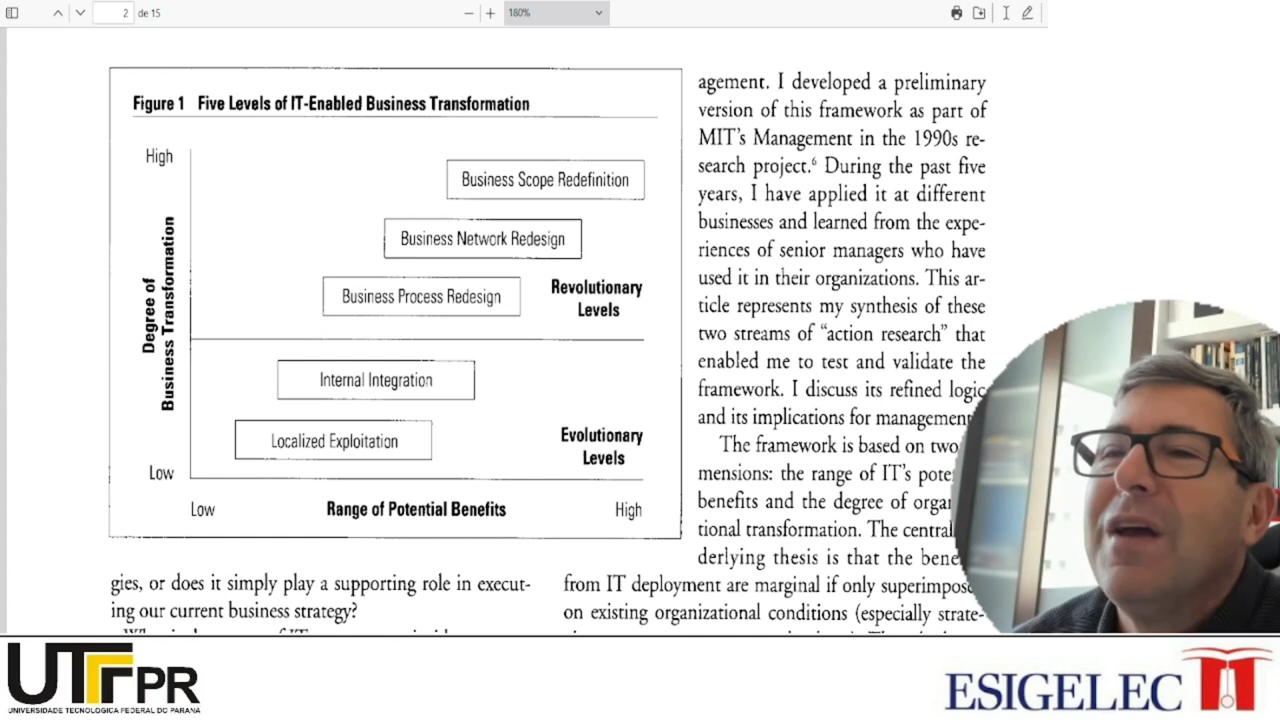 2 de 15
180%
Figure 1 Five Levels of IT-Enabled Business Transformation
High
Business Scope Redefinition
Business Network Redesign
Business Process Redesign
Revolutionary
Levels
Degree of
Business Transformation
Internal Integration
Localized Exploitation
Evolutionary
Levels
Low
Low
Range of Potential Benefits
High
gies, or does it simply play a supporting role in execut-
ing our current business strategy?
agement. I developed a preliminary
version of this framework as part of
MIT's Management in the 1990s re-
search project.⁶ During the past five
years, I have applied it at different
businesses and learned from the expe-
riences of senior managers who have
used it in their organizations. This ar-
ticle represents my synthesis of these
two streams of “action research” that
enabled me to test and validate the
framework. I discuss its refined logic
and its implications for management
The framework is based on two
mensions: the range of IT's
benefits and the degree of
tional transformation. The central
derlying thesis is that the
from IT deployment are marginal if only
on existing organizational conditions (especially strate-
UTFPR
UNIVERSIDADE TECNOLÓGICA FEDERAL DO PARANÁ
ESIGELEC